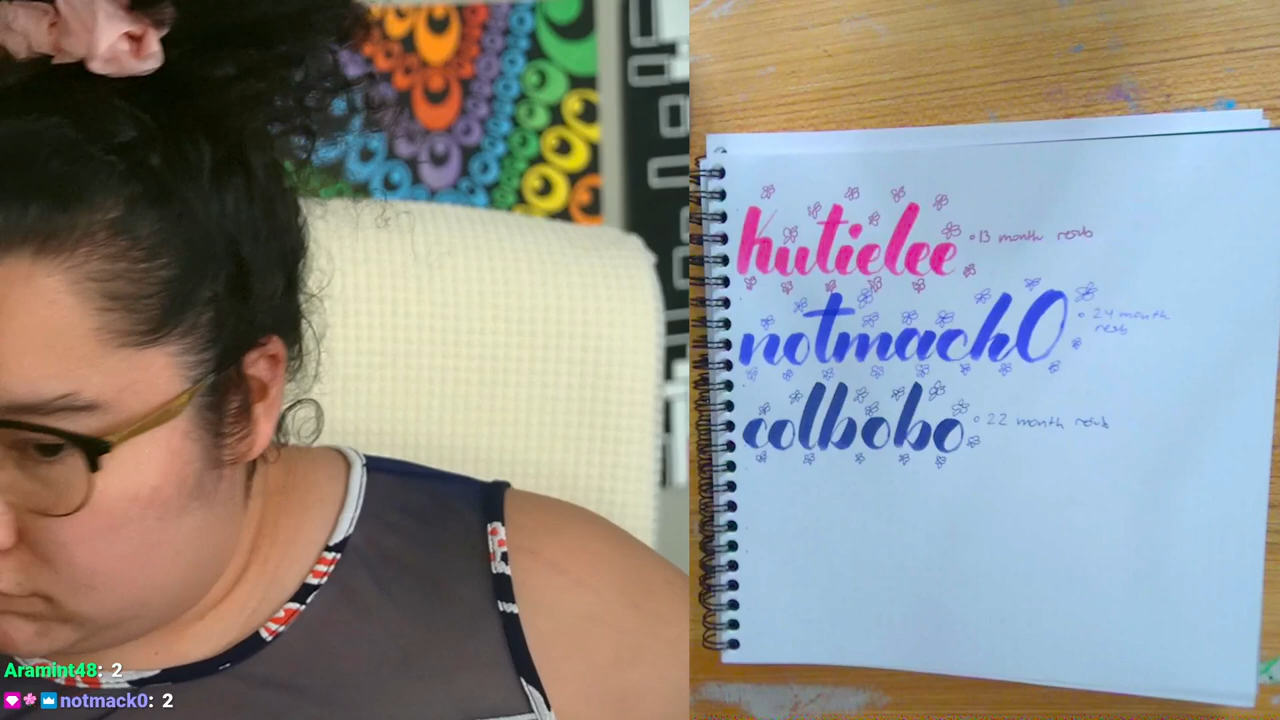 kutielee
13 month resub
notmack0
24 month
resub
colbobo
22 month resub
Aramint48: 2
notmack0: 2